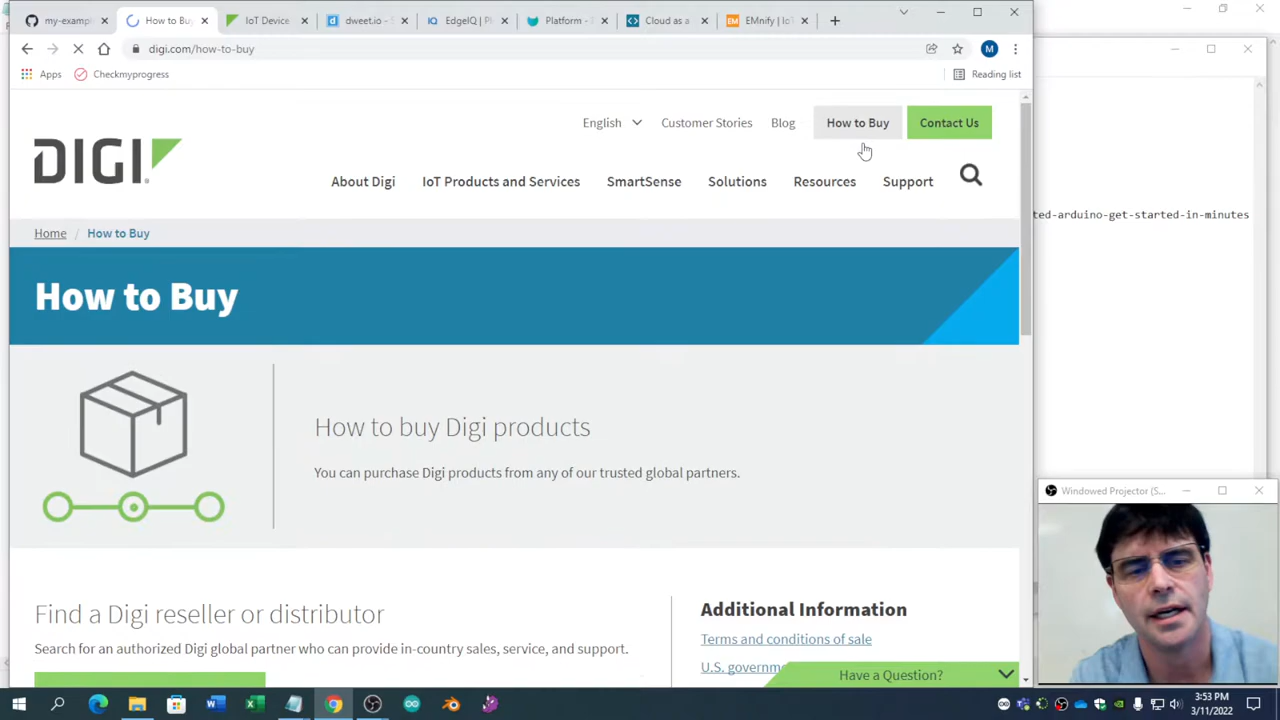 my-examp
How to Buy
IoT Device
dweet.io -
EdgeIQ | Pl
Platform -
Cloud as a
EMnify | IoT
digi.com/how-to-buy
M
Apps
Checkmyprogress
Reading list
English
Customer Stories
Blog
How to Buy
Contact Us
DIGI
About Digi
IoT Products and Services
SmartSense
Solutions
Resources
Support
ted-arduino-get-started-in-minutes
Home / How to Buy
How to Buy
How to buy Digi products
You can purchase Digi products from any of our trusted global partners.
Windowed Projector (S...
Find a Digi reseller or distributor
Search for an authorized Digi global partner who can provide in-country sales, service, and support.
Additional Information
Terms and conditions of sale
U.S. governm
Have a Question?
3:53 PM
3/11/2022